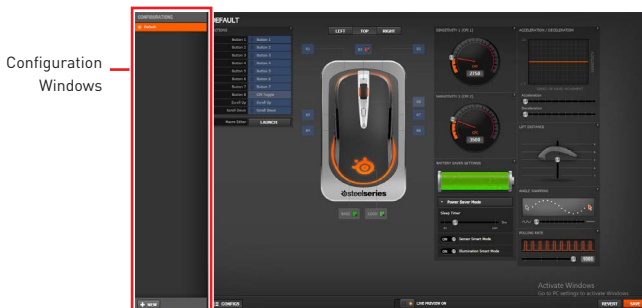 Configuration
Windows
CONFIGURATIONS
Default
DEFAULT
LEFT TOP RIGHT
Button 1 Button 1
Button 2 Button 2
Button 3 Button 3
Button 4 Button 4
Button 5 Button 5
Button 6 Button 6
Button 7 Button 7
Button 8 CPI Toggle
Scroll Up Scroll Up
Scroll Down Scroll Down
Macro Editor LAUNCH
steelseries
SENSITIVITY 1 (CPI 1)
2750
SENSITIVITY 2 (CPI 2)
3500
BATTERY SAVER SETTINGS
Power Saver Mode
Sleep Timer
ON Sensor Smart Mode
ON Illumination Smart Mode
ACCELERATION / DECELERATION
Acceleration
Deceleration
LIFT DISTANCE
ANGLE SNAPPING
POLLING RATE
1000
Activate Windows
Go to PC settings to activate Windows.
+ NEW
CONFIGS
LIVE PREVIEW ON
REVERT
SAVE